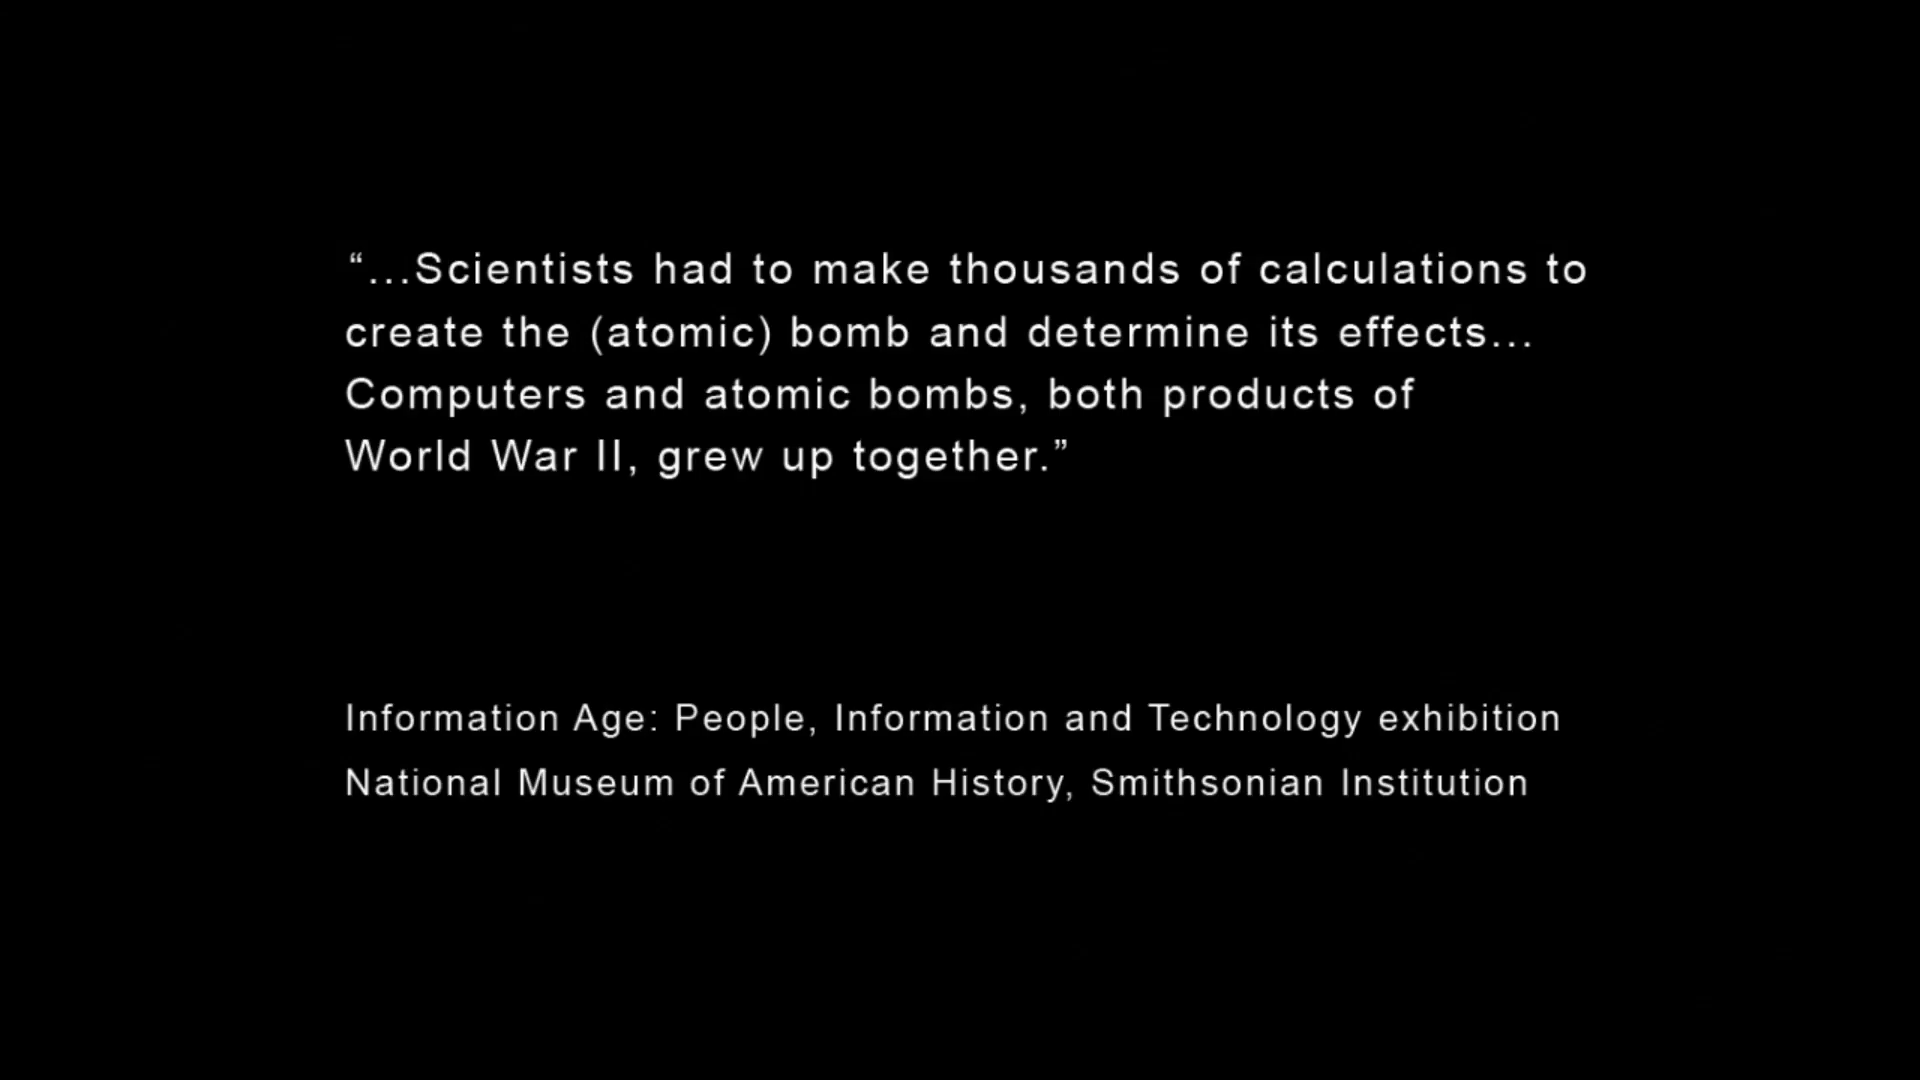 “...Scientists had to make thousands of calculations to
create the (atomic) bomb and determine its effects...
Computers and atomic bombs, both products of
World War II, grew up together.”
Information Age: People, Information and Technology exhibition
National Museum of American History, Smithsonian Institution